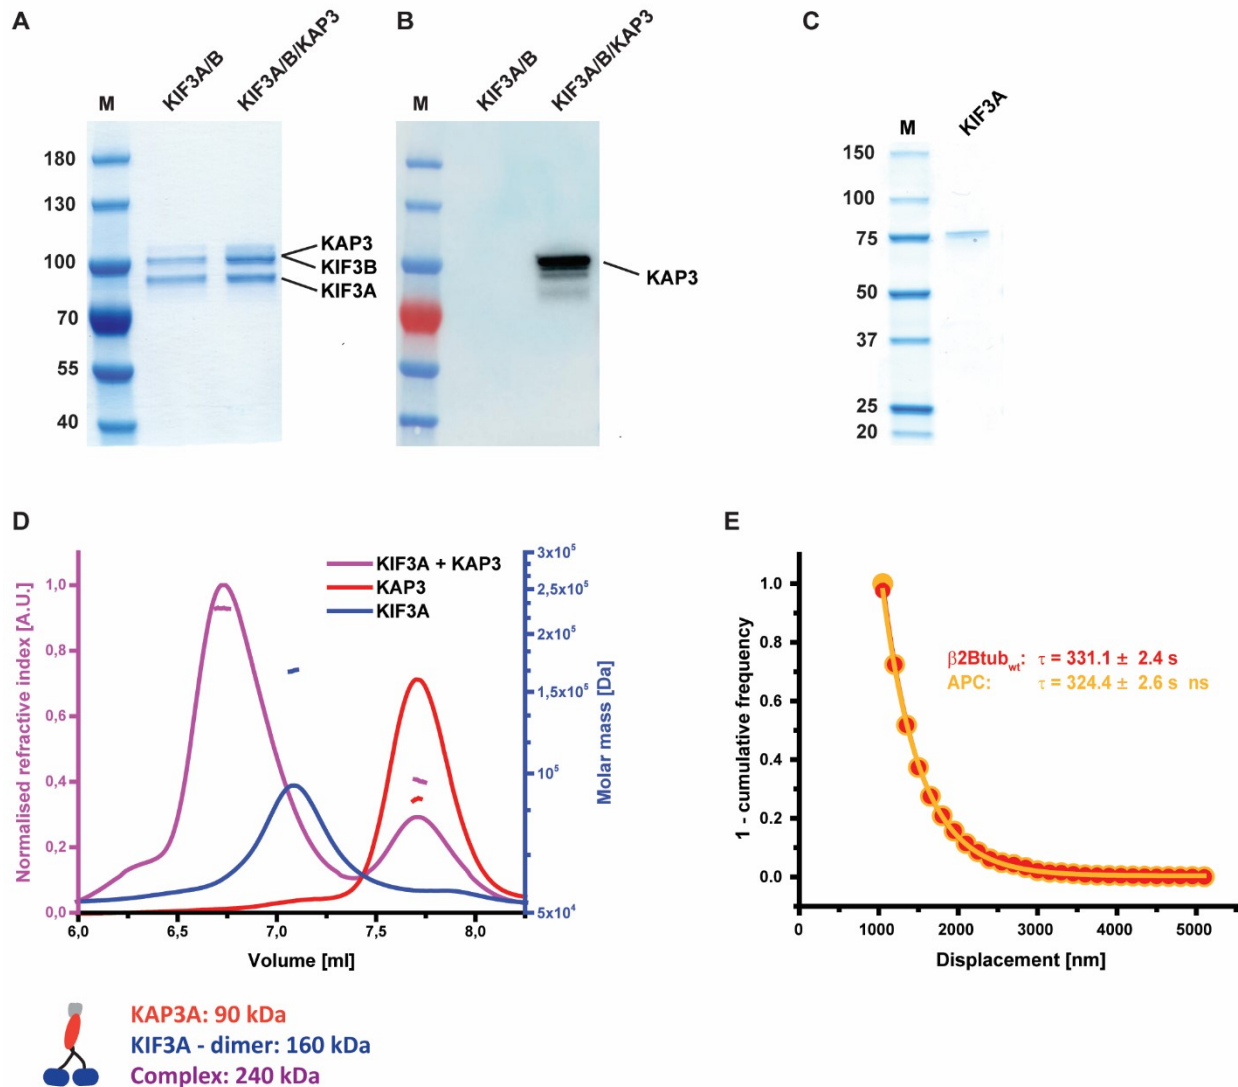 A
KIF3A/B
KIF3A/B/KAP3
M
180
130
100
70
55
40
KAP3
KIF3B
KIF3A
B
KIF3A/B
KIF3A/B/KAP3
M
KAP3
C
KIF3A
M
150
100
75
50
37
25
20
D
KIF3A + KAP3
KAP3
KIF3A
Normalised refractive index [A.U.]
1,0
0,8
0,6
0,4
0,2
0,0
3x10⁵
2,5x10⁵
2x10⁵
1,5x10⁵
10⁵
5x10⁴
Molar mass [Da]
6,0 6,5 7,0 7,5 8,0
Volume [ml]
KAP3A: 90 kDa
KIF3A - dimer: 160 kDa
Complex: 240 kDa
E
1 - cumulative frequency
1.0
0.8
0.6
0.4
0.2
0.0
β2Btubwt: τ = 331.1 ± 2.4 s
APC: τ = 324.4 ± 2.6 s ns
0 1000 2000 3000 4000 5000
Displacement [nm]